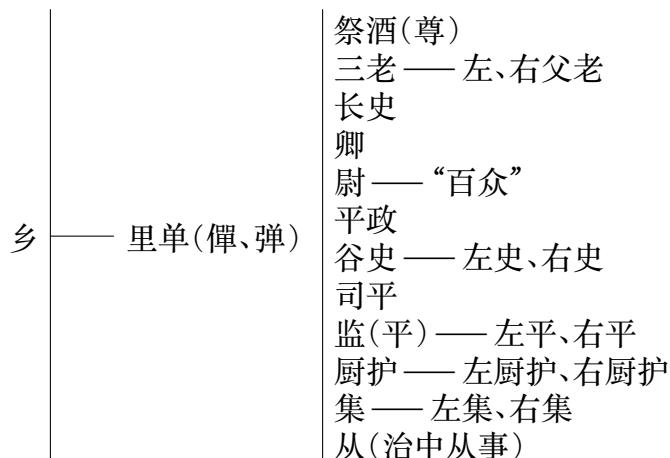 祭酒(尊)
三老——左、右父老
长史
卿
尉——“百众”
平政
乡——里单(僤、弹)
谷史——左史、右史
司平
监(平)——左平、右平
厨护——左厨护、右厨护
集——左集、右集
从(治中从事)